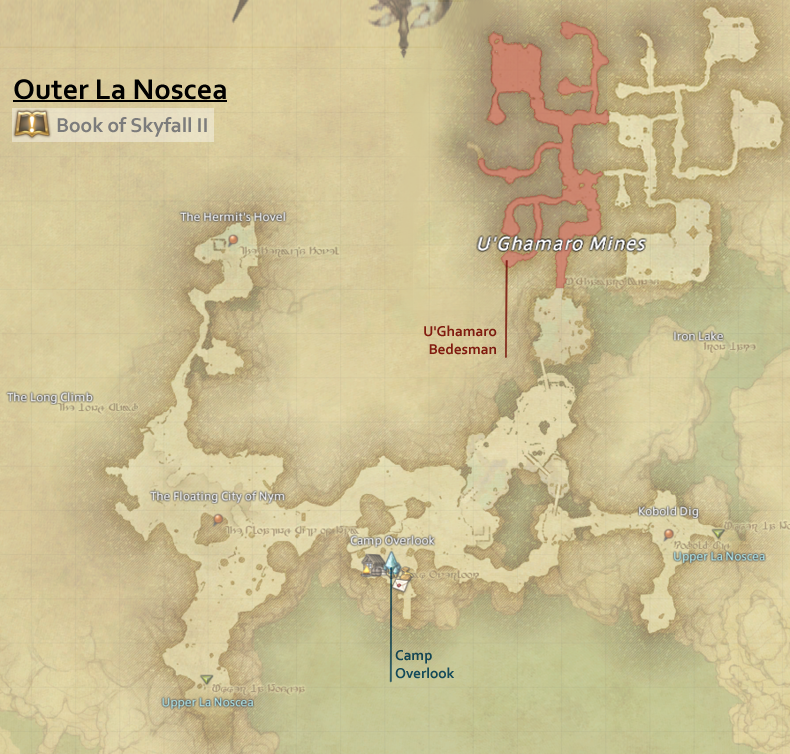 Outer La Noscea
Book of Skyfall II
The Hermit's Hovel
U'Ghamaro Mines
U'Ghamaro
Bedesman
Iron Lake
The Long Climb
The Floating City of Nym
Kobold Dig
Camp Overlook
Upper La Noscea
Camp
Overlook
Upper La Noscea